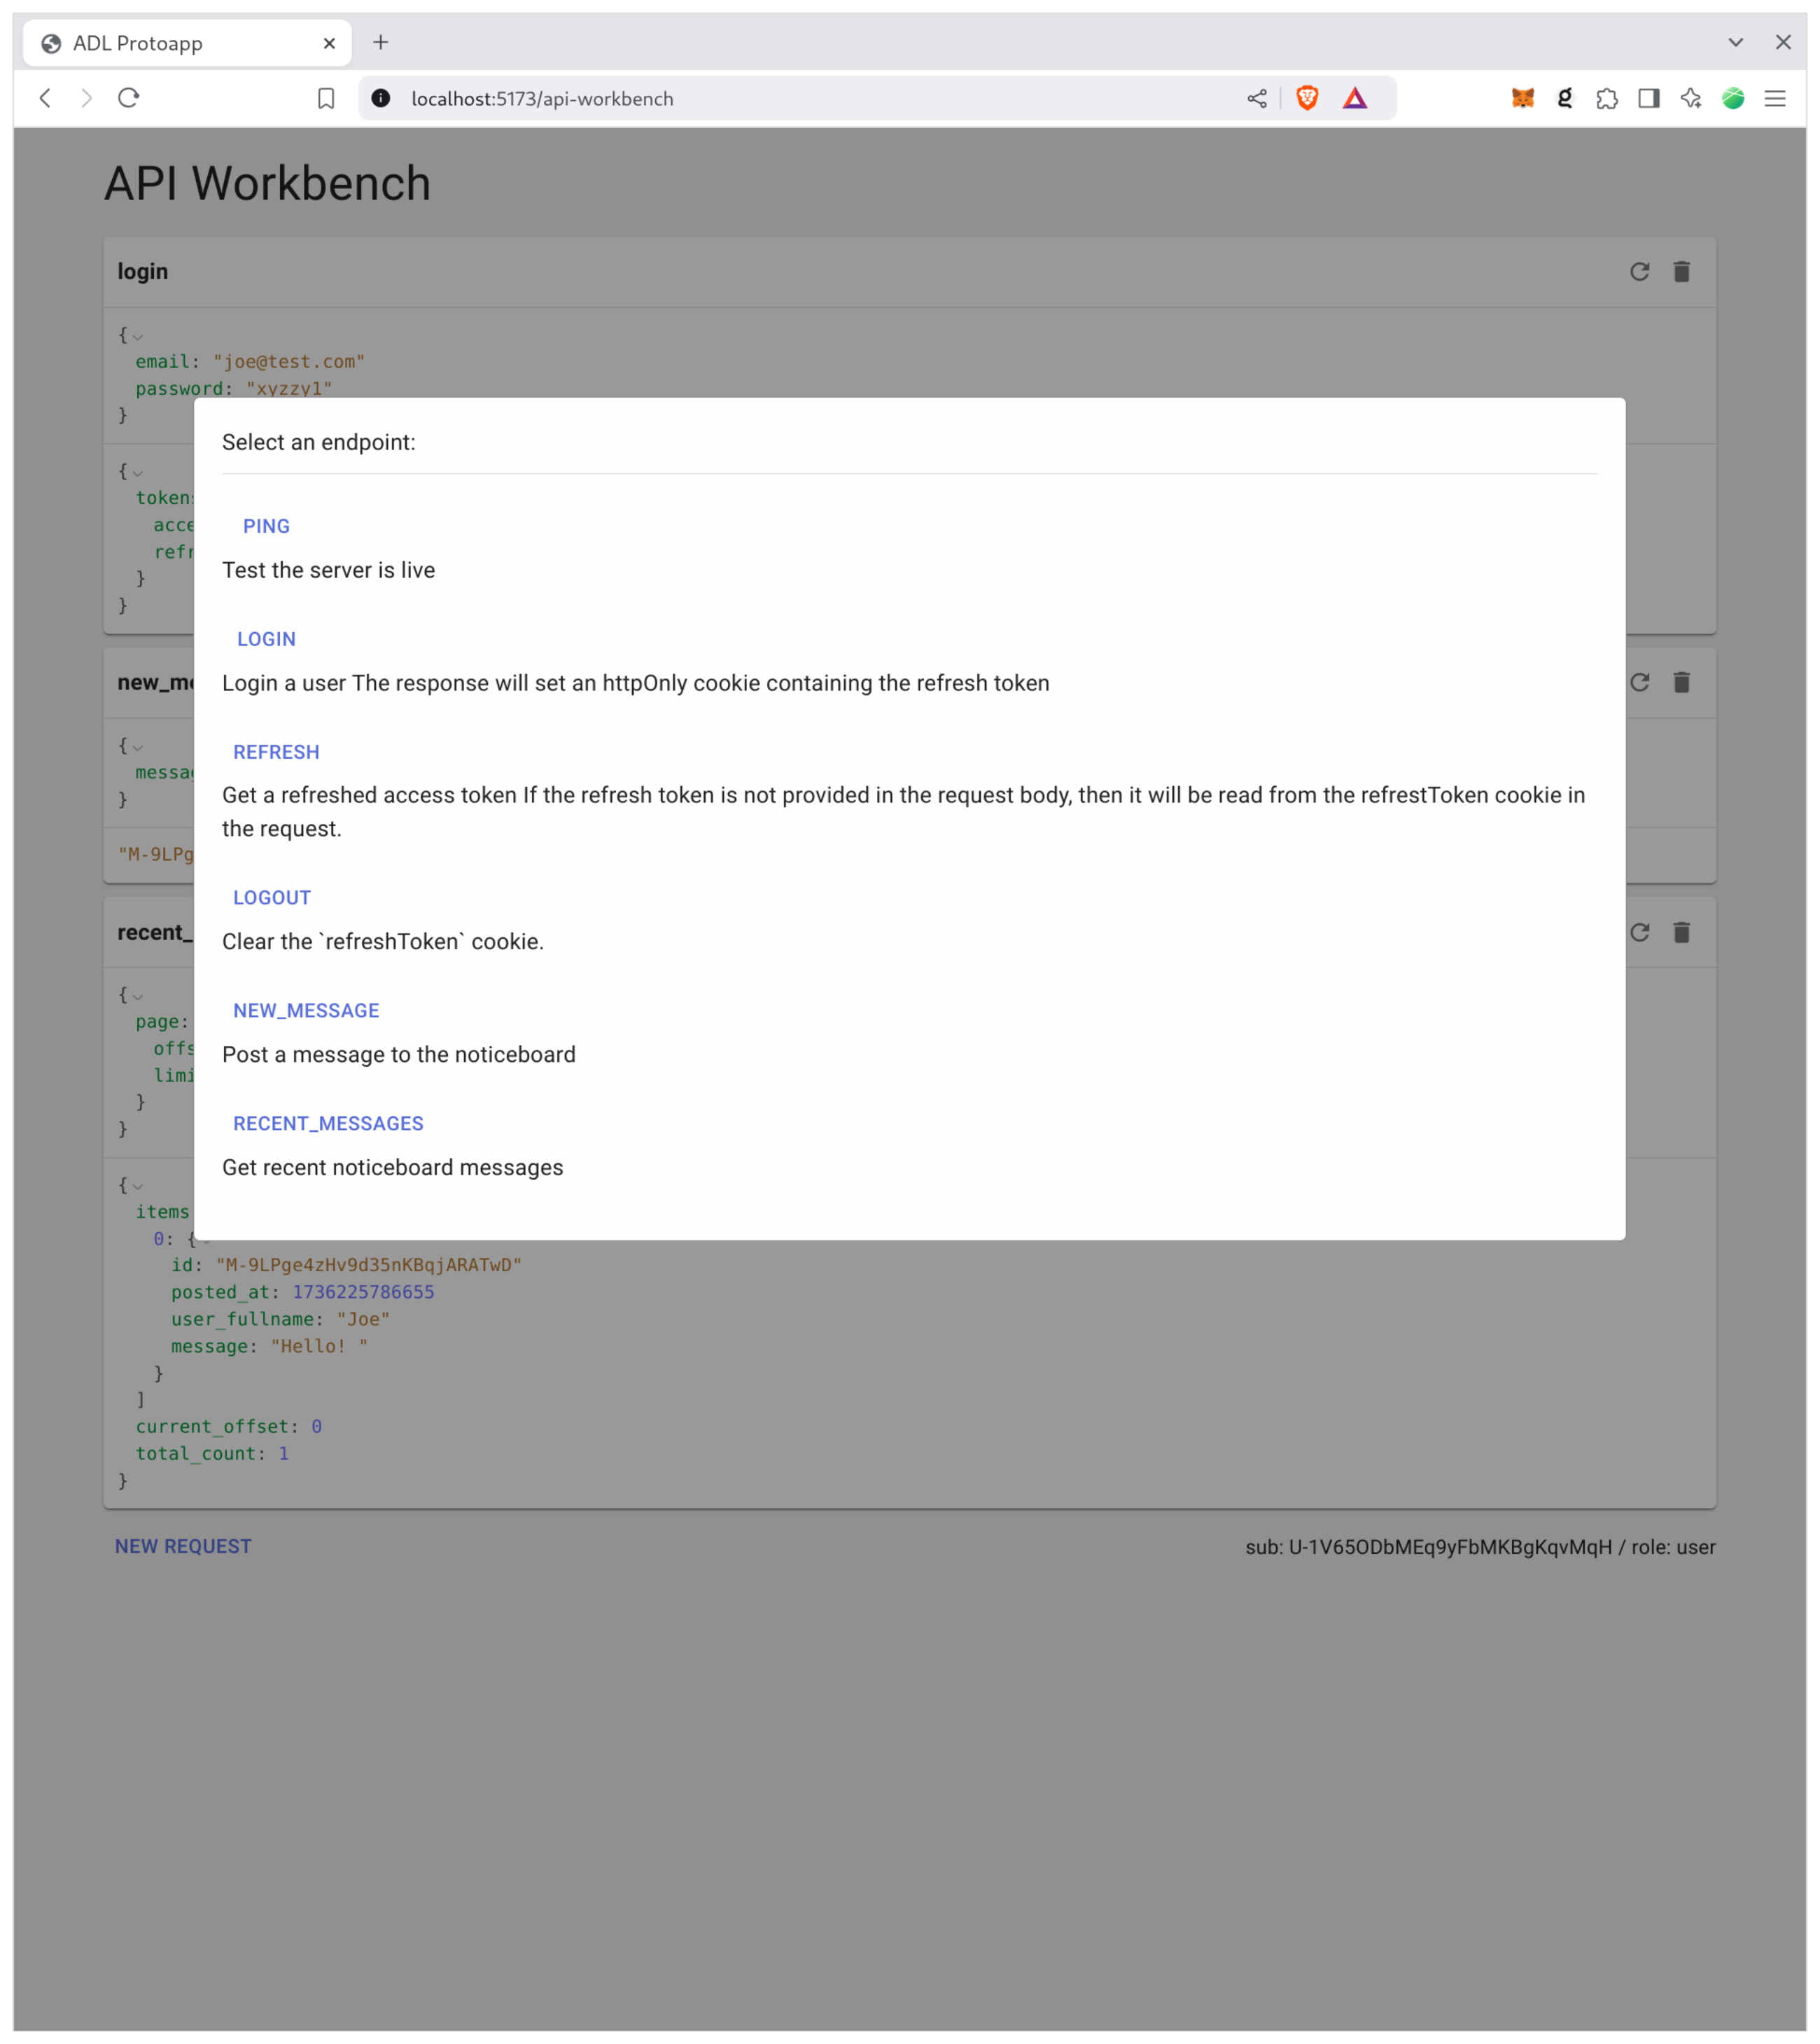 ADL Protoapp
localhost:5173/api-workbench
API Workbench
login
{
email: "joe@test.com"
password: "xyzzy1"
}
Select an endpoint:
{
token
acce
refr
}
}
PING
Test the server is live
LOGIN
Login a user The response will set an httpOnly cookie containing the refresh token
new_m
REFRESH
{
messa
}
Get a refreshed access token If the refresh token is not provided in the request body, then it will be read from the refrestToken cookie in
the request.
"M-9LPg
LOGOUT
recent_
Clear the `refreshToken` cookie.
{
page:
offs
limi
}
}
NEW_MESSAGE
Post a message to the noticeboard
RECENT_MESSAGES
Get recent noticeboard messages
{
items
0: {
id: "M-9LPge4zHv9d35nKBqjARATwD"
posted_at: 1736225786655
user_fullname: "Joe"
message: "Hello! "
}
]
current_offset: 0
total_count: 1
}
NEW REQUEST
sub: U-1V65ODbMEq9yFbMKBgKqvMqH / role: user